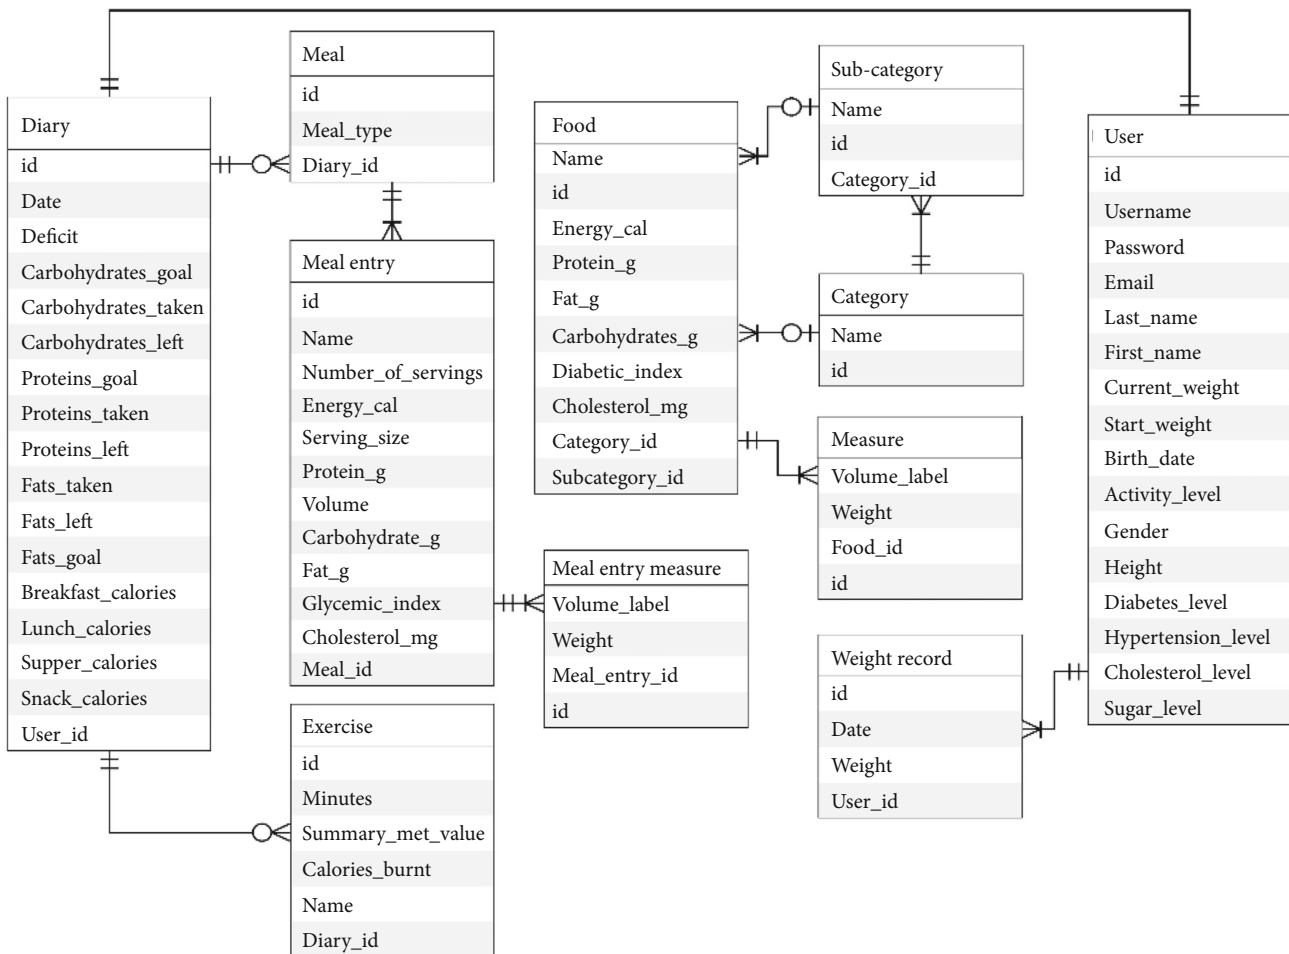 Diary
id
Date
Deficit
Carbohydrates_goal
Carbohydrates_taken
Carbohydrates_left
Proteins_goal
Proteins_taken
Proteins_left
Fats_taken
Fats_left
Fats_goal
Breakfast_calories
Lunch_calories
Supper_calories
Snack_calories
User_id
Meal
id
Meal_type
Diary_id
Meal entry
id
Name
Number_of_servings
Energy_cal
Serving_size
Protein_g
Volume
Carbohydrate_g
Fat_g
Glycemic_index
Cholesterol_mg
Meal_id
Exercise
id
Minutes
Summary_met_value
Calories_burnt
Name
Diary_id
Food
Name
id
Energy_cal
Protein_g
Fat_g
Carbohydrates_g
Diabetic_index
Cholesterol_mg
Category_id
Subcategory_id
Meal entry measure
Volume_label
Weight
Meal_entry_id
id
Sub-category
Name
id
Category_id
Category
Name
id
Measure
Volume_label
Weight
Food_id
id
Weight record
id
Date
Weight
User_id
User
id
Username
Password
Email
Last_name
First_name
Current_weight
Start_weight
Birth_date
Activity_level
Gender
Height
Diabetes_level
Hypertension_level
Cholesterol_level
Sugar_level